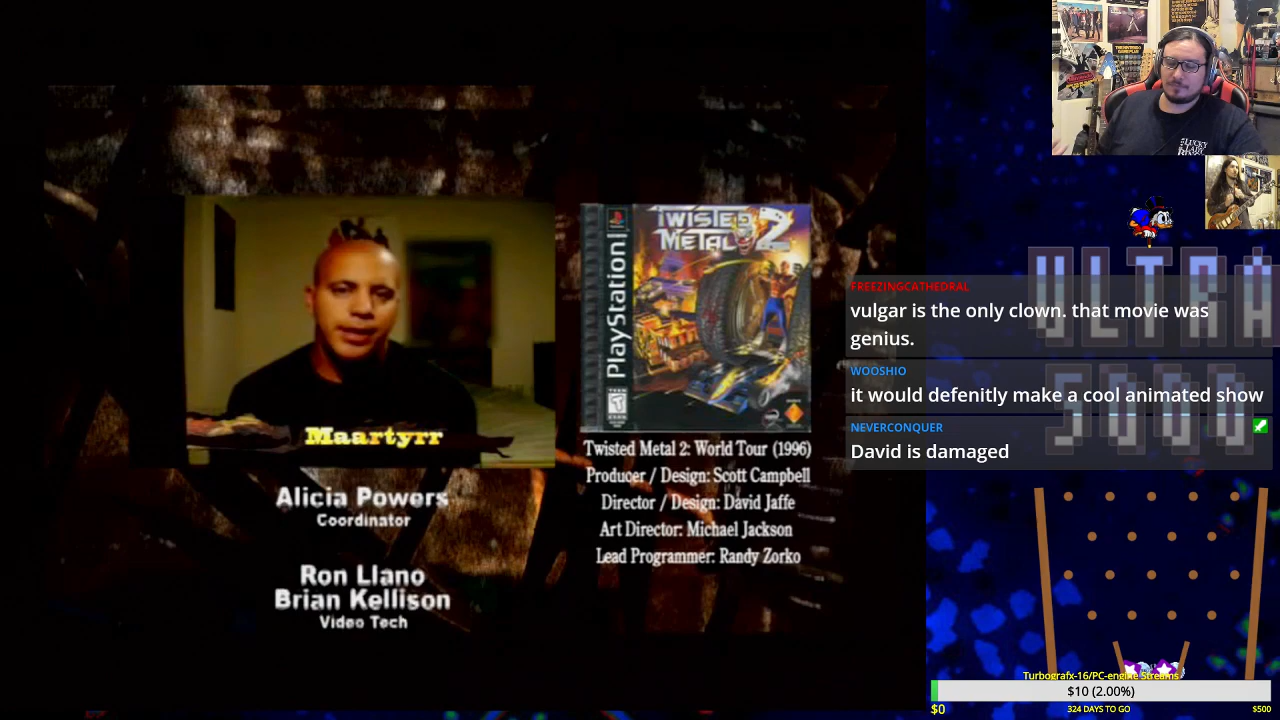 TWISTED
METAL 2
PlayStation
Maartyrr
Alicia Powers
Coordinator
Ron Llano
Brian Kellison
Video Tech
Twisted Metal 2: World Tour (1996)
Producer / Design: Scott Campbell
Director / Design: David Jaffe
Art Director: Michael Jackson
Lead Programmer: Randy Zorko
ULTRA
5000
FREEZINGCATHEDRAL
vulgar is the only clown. that movie was
genius.
WOOSHIO
it would defenitly make a cool animated show
NEVERCONQUER
David is damaged
Turbografx-16/PC-engine Streams
$10 (2.00%)
$0
324 DAYS TO GO
$500